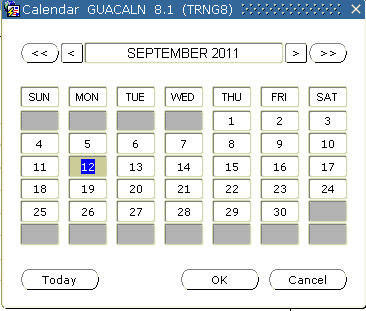 Calendar GUACALN 8.1 (TRNG8)
<< < SEPTEMBER 2011 > >>
SUN MON TUE WED THU FRI SAT
1 2 3
4 5 6 7 8 9 10
11 12 13 14 15 16 17
18 19 20 21 22 23 24
25 26 27 28 29 30
Today OK Cancel